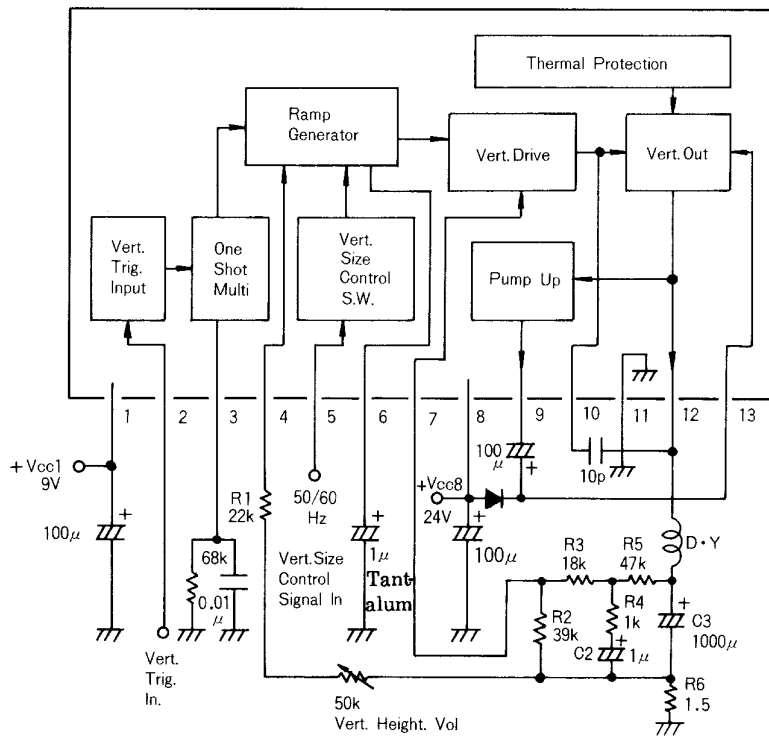 Thermal Protection
Ramp
Generator
Vert. Drive
Vert. Out
Vert.
Trig.
Input
One
Shot
Multi
Vert.
Size
Control
S.W.
Pump Up
1
2
3
4
5
6
7
8
9
10
11
12
13
+Vcc1
9V
100μ
+
68k
0.01
μ
Vert.
Trig.
In.
R1
22k
50/60
Hz
Vert.Size
Control
Signal In
+
1μ
Tant-
alum
+Vcc8
24V
+
100μ
100
μ
+
10p
D·Y
R3
18k
R5
47k
R2
39k
R4
1k
+
C2
1μ
+
C3
1000μ
R6
1.5
50k
Vert. Height. Vol